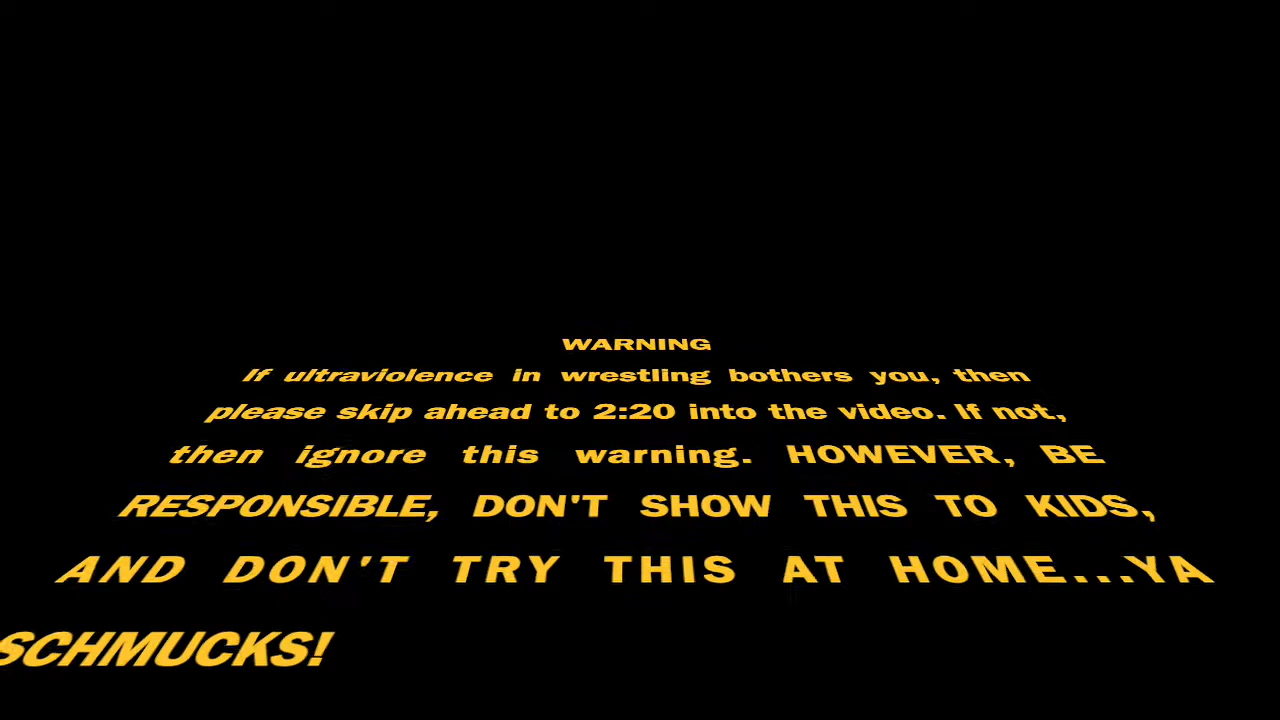 WARNING
If ultraviolence in wrestling bothers you, then
please skip ahead to 2:20 into the video. If not,
then ignore this warning. HOWEVER, BE
RESPONSIBLE, DON'T SHOW THIS TO KIDS,
AND DON'T TRY THIS AT HOME...YA
SCHMUCKS!